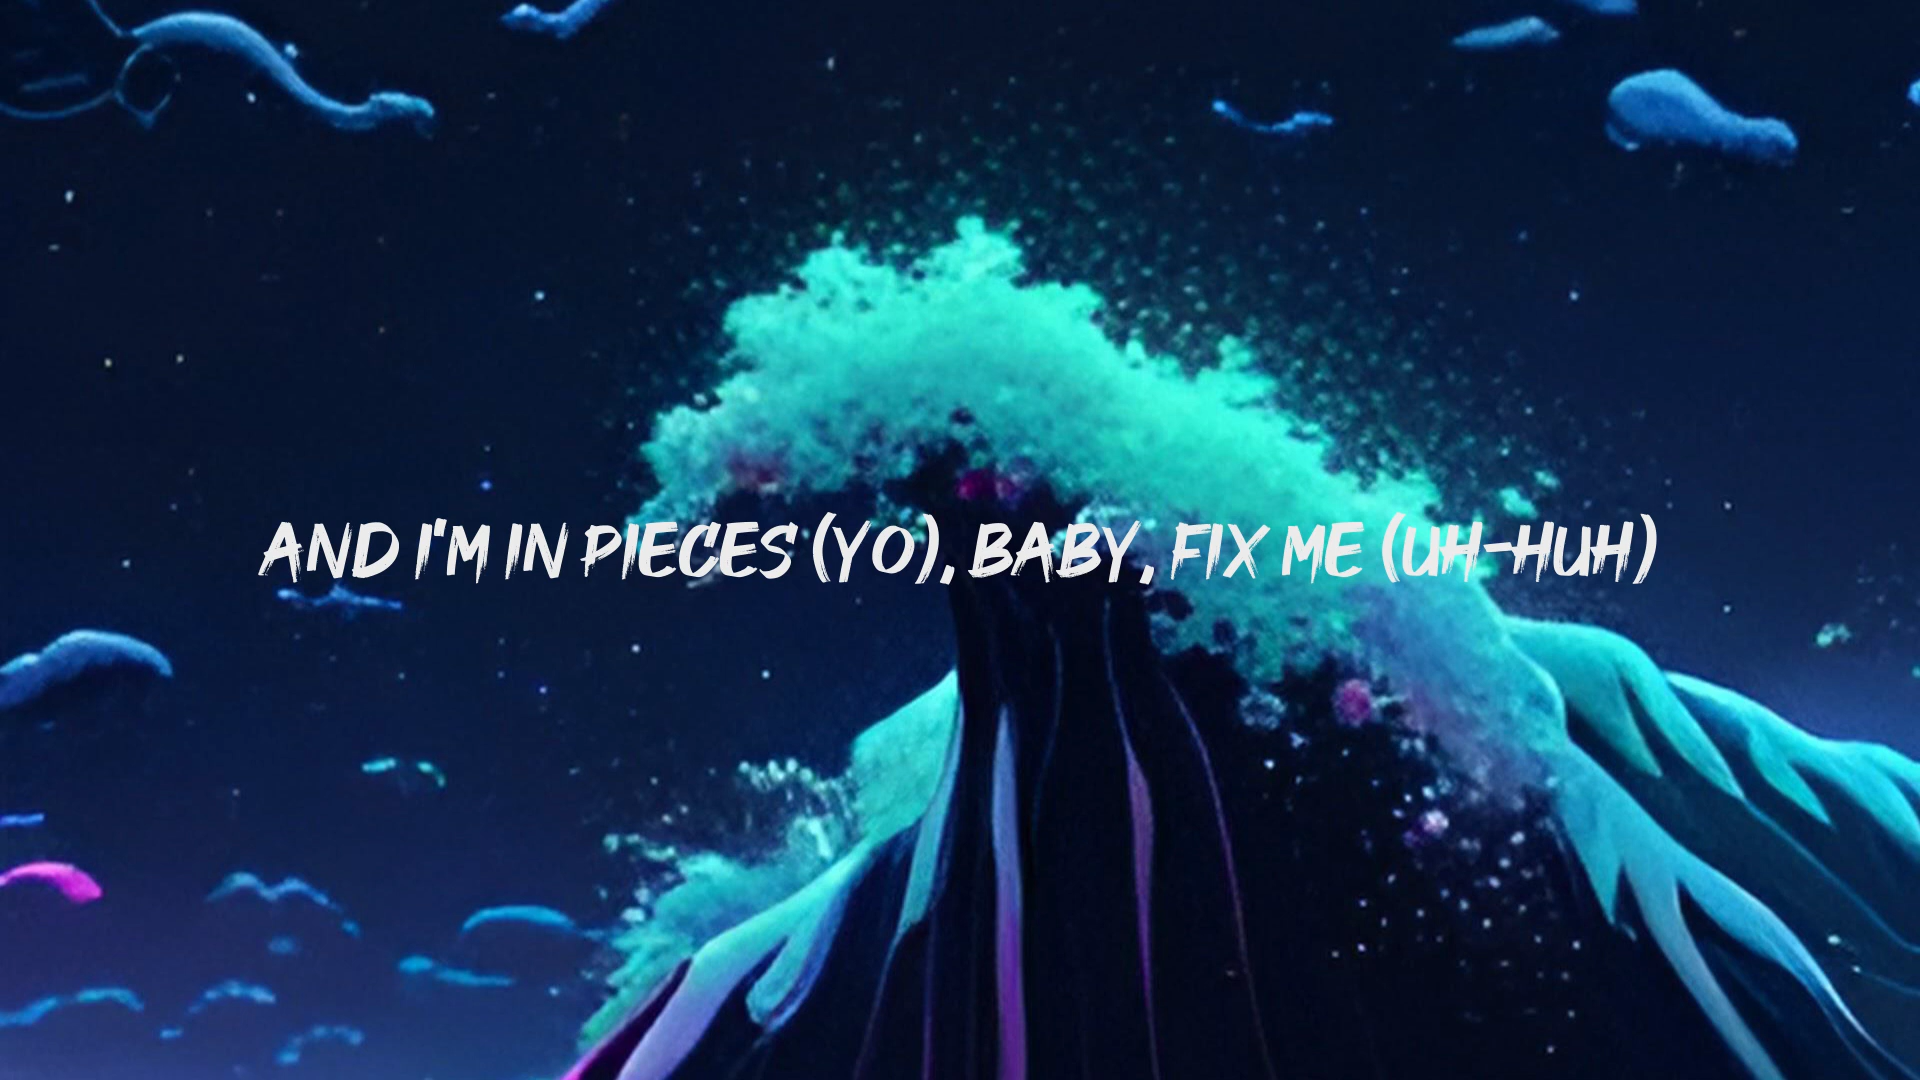 AND I'M IN PIECES (YO), BABY, FIX ME (UH-HUH)